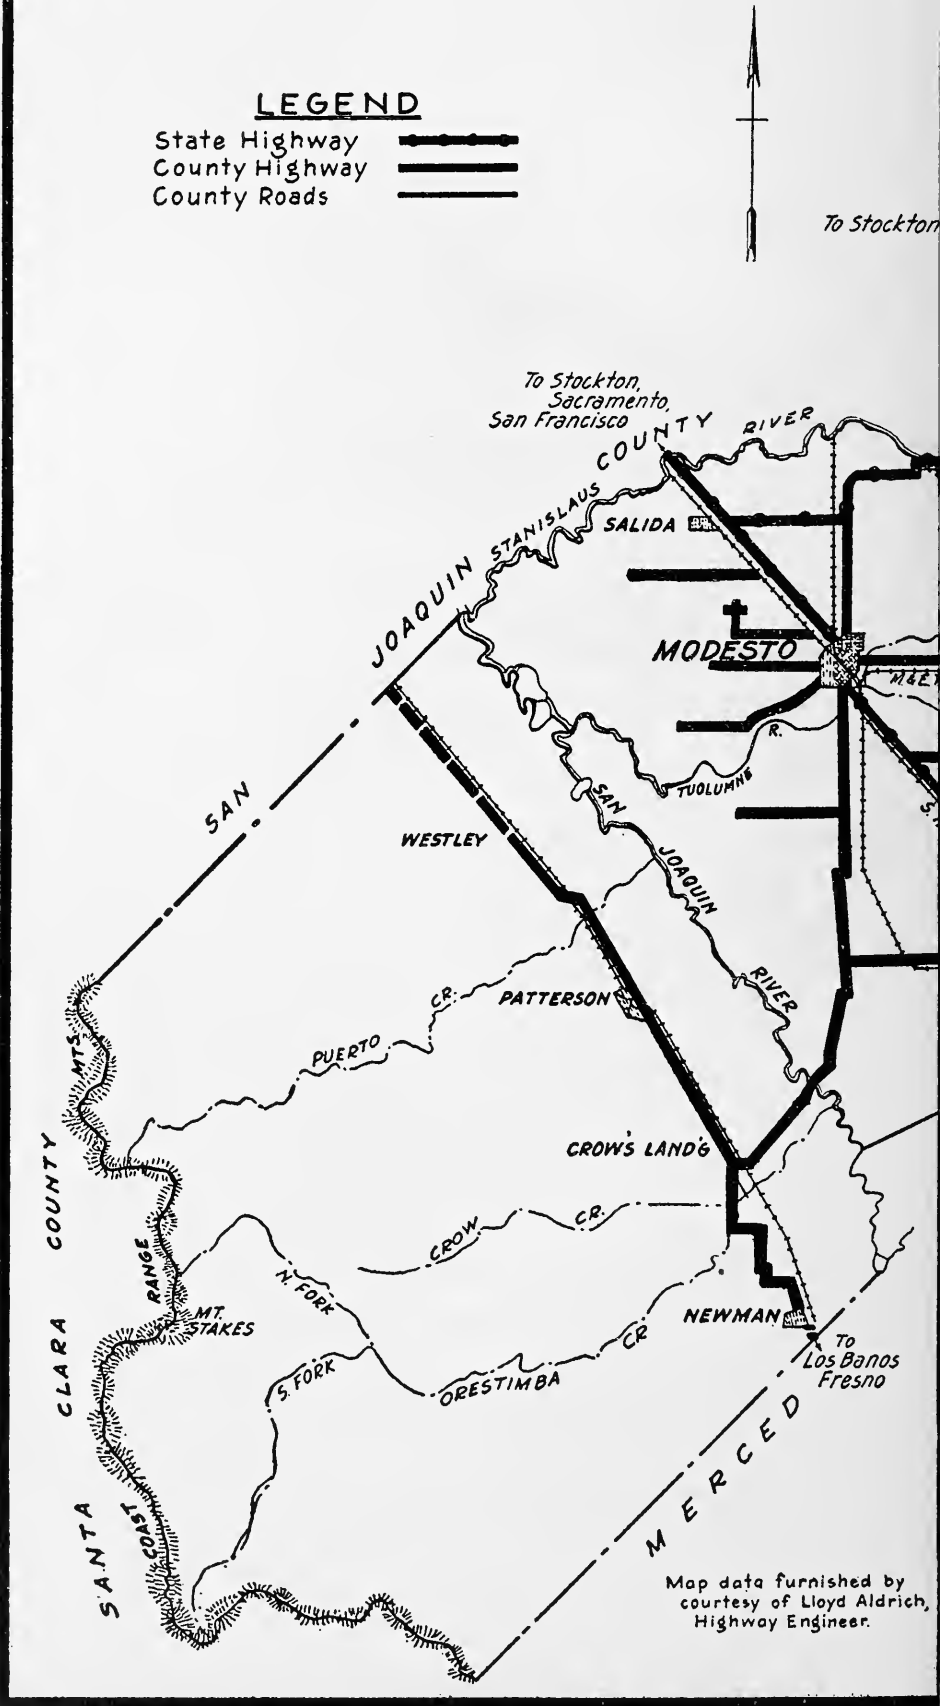 LEGEND
State Highway
County Highway
County Roads
To Stockton
To Stockton,
Sacramento,
San Francisco
SAN JOAQUIN COUNTY
STANISLAUS RIVER
SALIDA
MODESTO
M&E
R.
TUOLUMNE
S.
SAN JOAQUIN RIVER
WESTLEY
PATTERSON
PUERTO CR.
MTS.
CROW'S LAND'G
CROW CR.
N. FORK
RANGE
MT.
STAKES
NEWMAN
To
Los Banos
Fresno
S. FORK
ORESTIMBA CR
SANTA CLARA COUNTY
COAST
MERCED
Map data furnished by
courtesy of Lloyd Aldrich,
Highway Engineer.